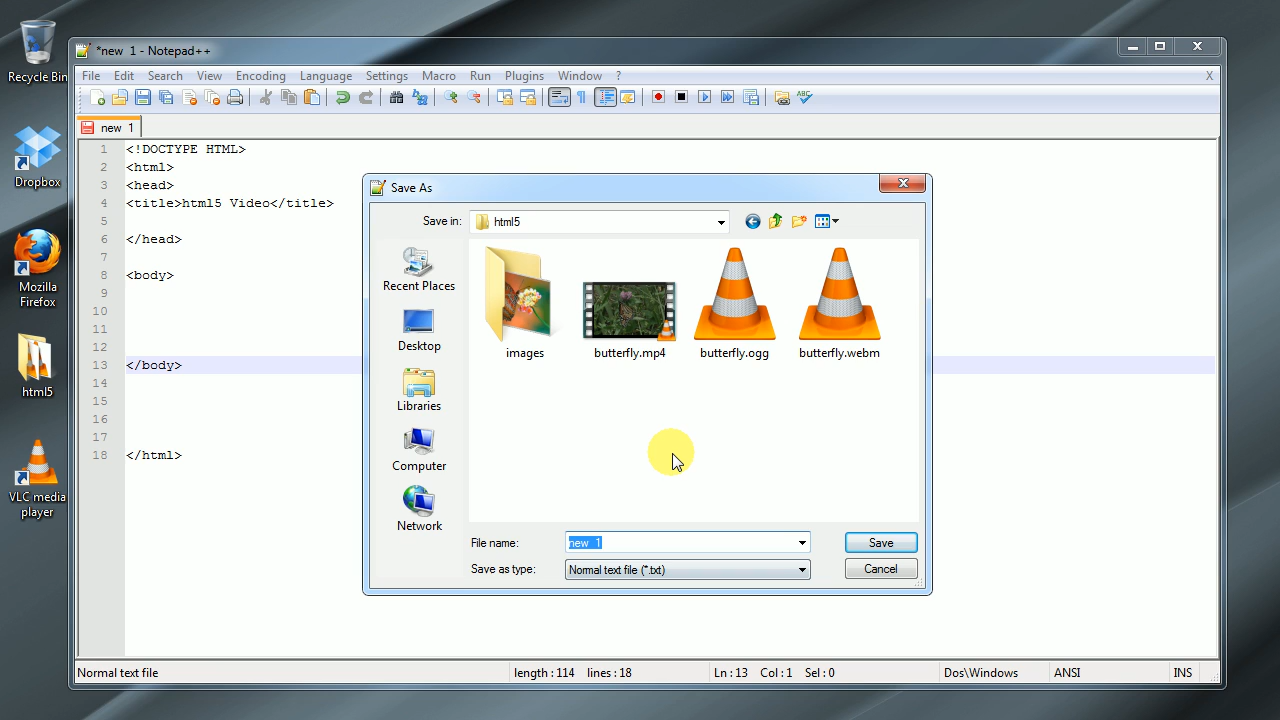 Recycle Bin
Dropbox
Mozilla
Firefox
html5
VLC media
player
*new 1 - Notepad++
File Edit Search View Encoding Language Settings Macro Run Plugins Window ? X
new 1
1 <!DOCTYPE HTML>
2 <html>
3 <head>
4 <title>html5 Video</title>
5
6 </head>
7
8 <body>
9
10
11
12
13 </body>
14
15
16
17
18 </html>
Save As
Save in: html5
Recent Places
Desktop
Libraries
Computer
Network
images butterfly.mp4 butterfly.ogg butterfly.webm
File name: new 1 Save
Save as type: Normal text file (*.txt) Cancel
Normal text file length : 114 lines : 18 Ln : 13 Col : 1 Sel : 0 Dos\Windows ANSI INS